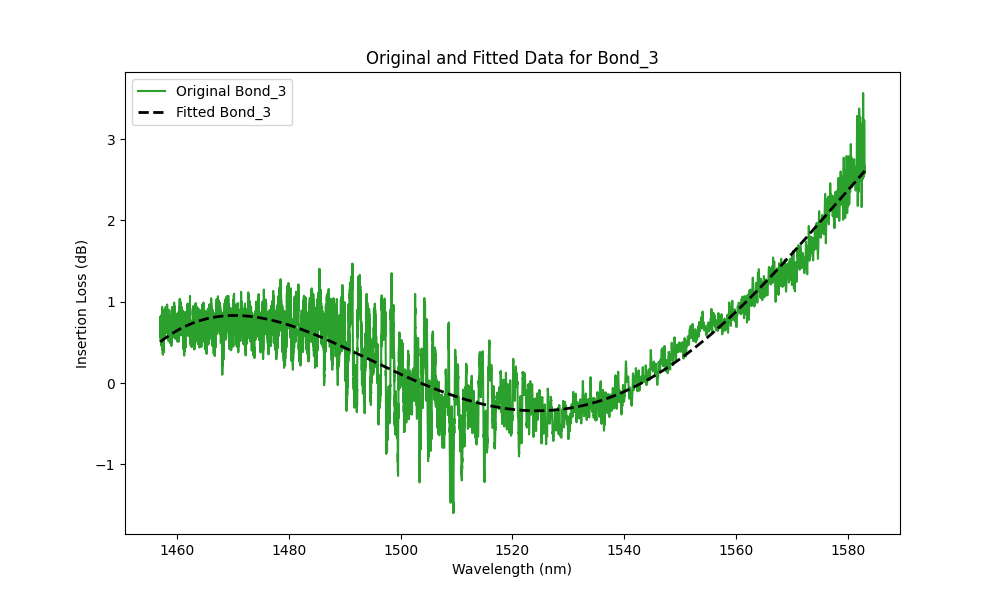 Original and Fitted Data for Bond_3
Original Bond_3
Fitted Bond_3
Insertion Loss (dB)
3
2
1
0
−1
1460 1480 1500 1520 1540 1560 1580
Wavelength (nm)